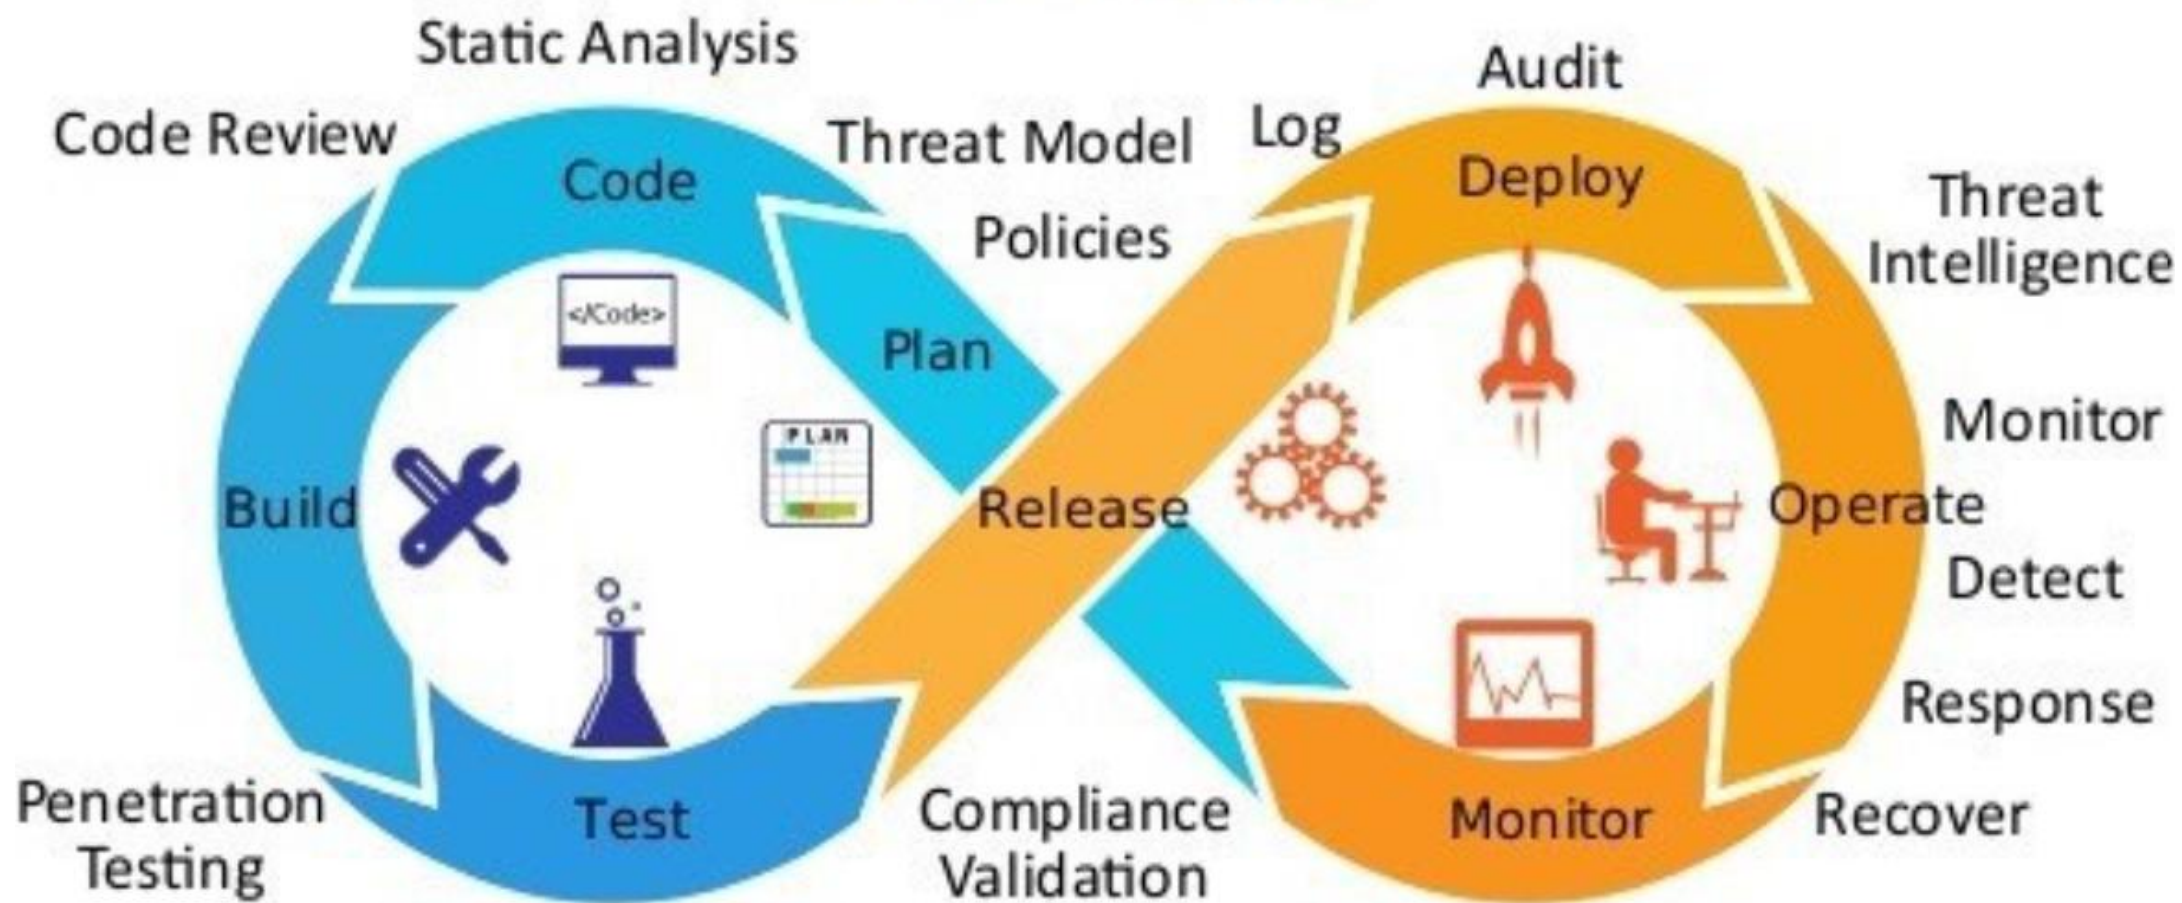 Static Analysis
Audit
Code Review
Threat Model
Log
Code
Deploy
Threat
Intelligence
Policies
</Code>
Plan
PLAN
Monitor
Build
Release
Operate
Detect
Response
Penetration
Testing
Test
Compliance
Validation
Monitor
Recover